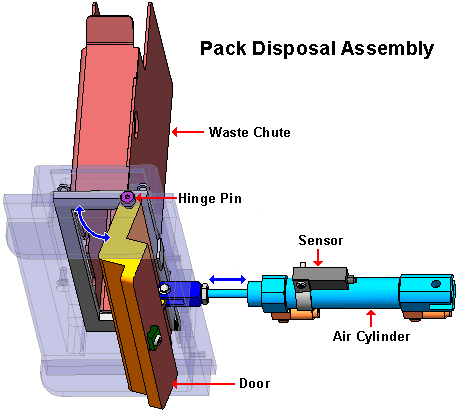 Pack Disposal Assembly
Waste Chute
Hinge Pin
Sensor
Air Cylinder
Door